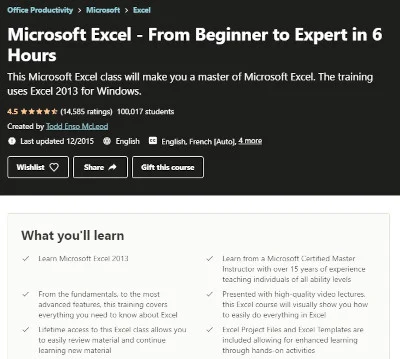 Office Productivity > Microsoft > Excel
Microsoft Excel - From Beginner to Expert in 6
Hours
This Microsoft Excel class will make you a master of Microsoft Excel. The training
uses Excel 2013 for Windows.
4.5 (14,585 ratings) 100,017 students
Created by Todd Enso McLeod
Last updated 12/2015 English English, French [Auto], 4 more
Wishlist Share Gift this course
What you'll learn
Learn Microsoft Excel 2013
Learn from a Microsoft Certified Master
Instructor with over 15 years of experience
teaching individuals of all ability levels
From the fundamentals, to the most
advanced features, this training covers
everything you need to know about Excel
Presented with high-quality video lectures,
this Excel course will visually show you how
to easily do everything in Excel
Lifetime access to this Excel class allows you
to easily review material and continue
learning new material
Excel Project Files and Excel Templates are
included allowing for enhanced learning
through hands-on activities